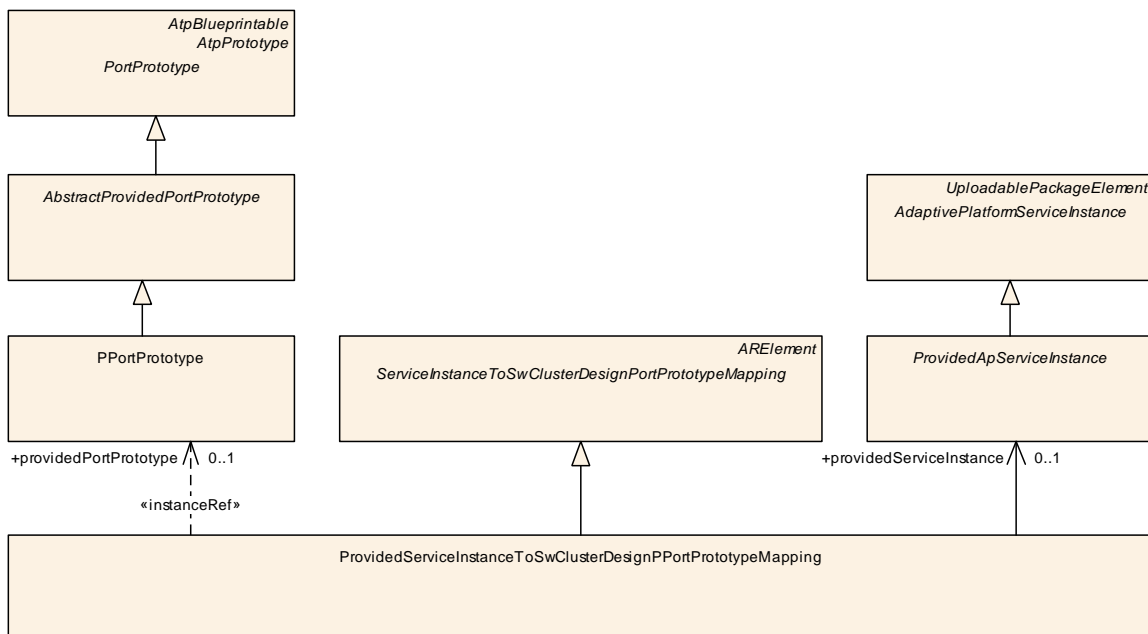 AtpBlueprintable
AtpPrototype
PortPrototype
AbstractProvidedPortPrototype
UploadablePackageElement
AdaptivePlatformServiceInstance
PPortPrototype
ARElement
ServiceInstanceToSwClusterDesignPortPrototypeMapping
ProvidedApServiceInstance
+providedPortPrototype 0..1
+providedServiceInstance 0..1
«instanceRef»
ProvidedServiceInstanceToSwClusterDesignPPortPrototypeMapping